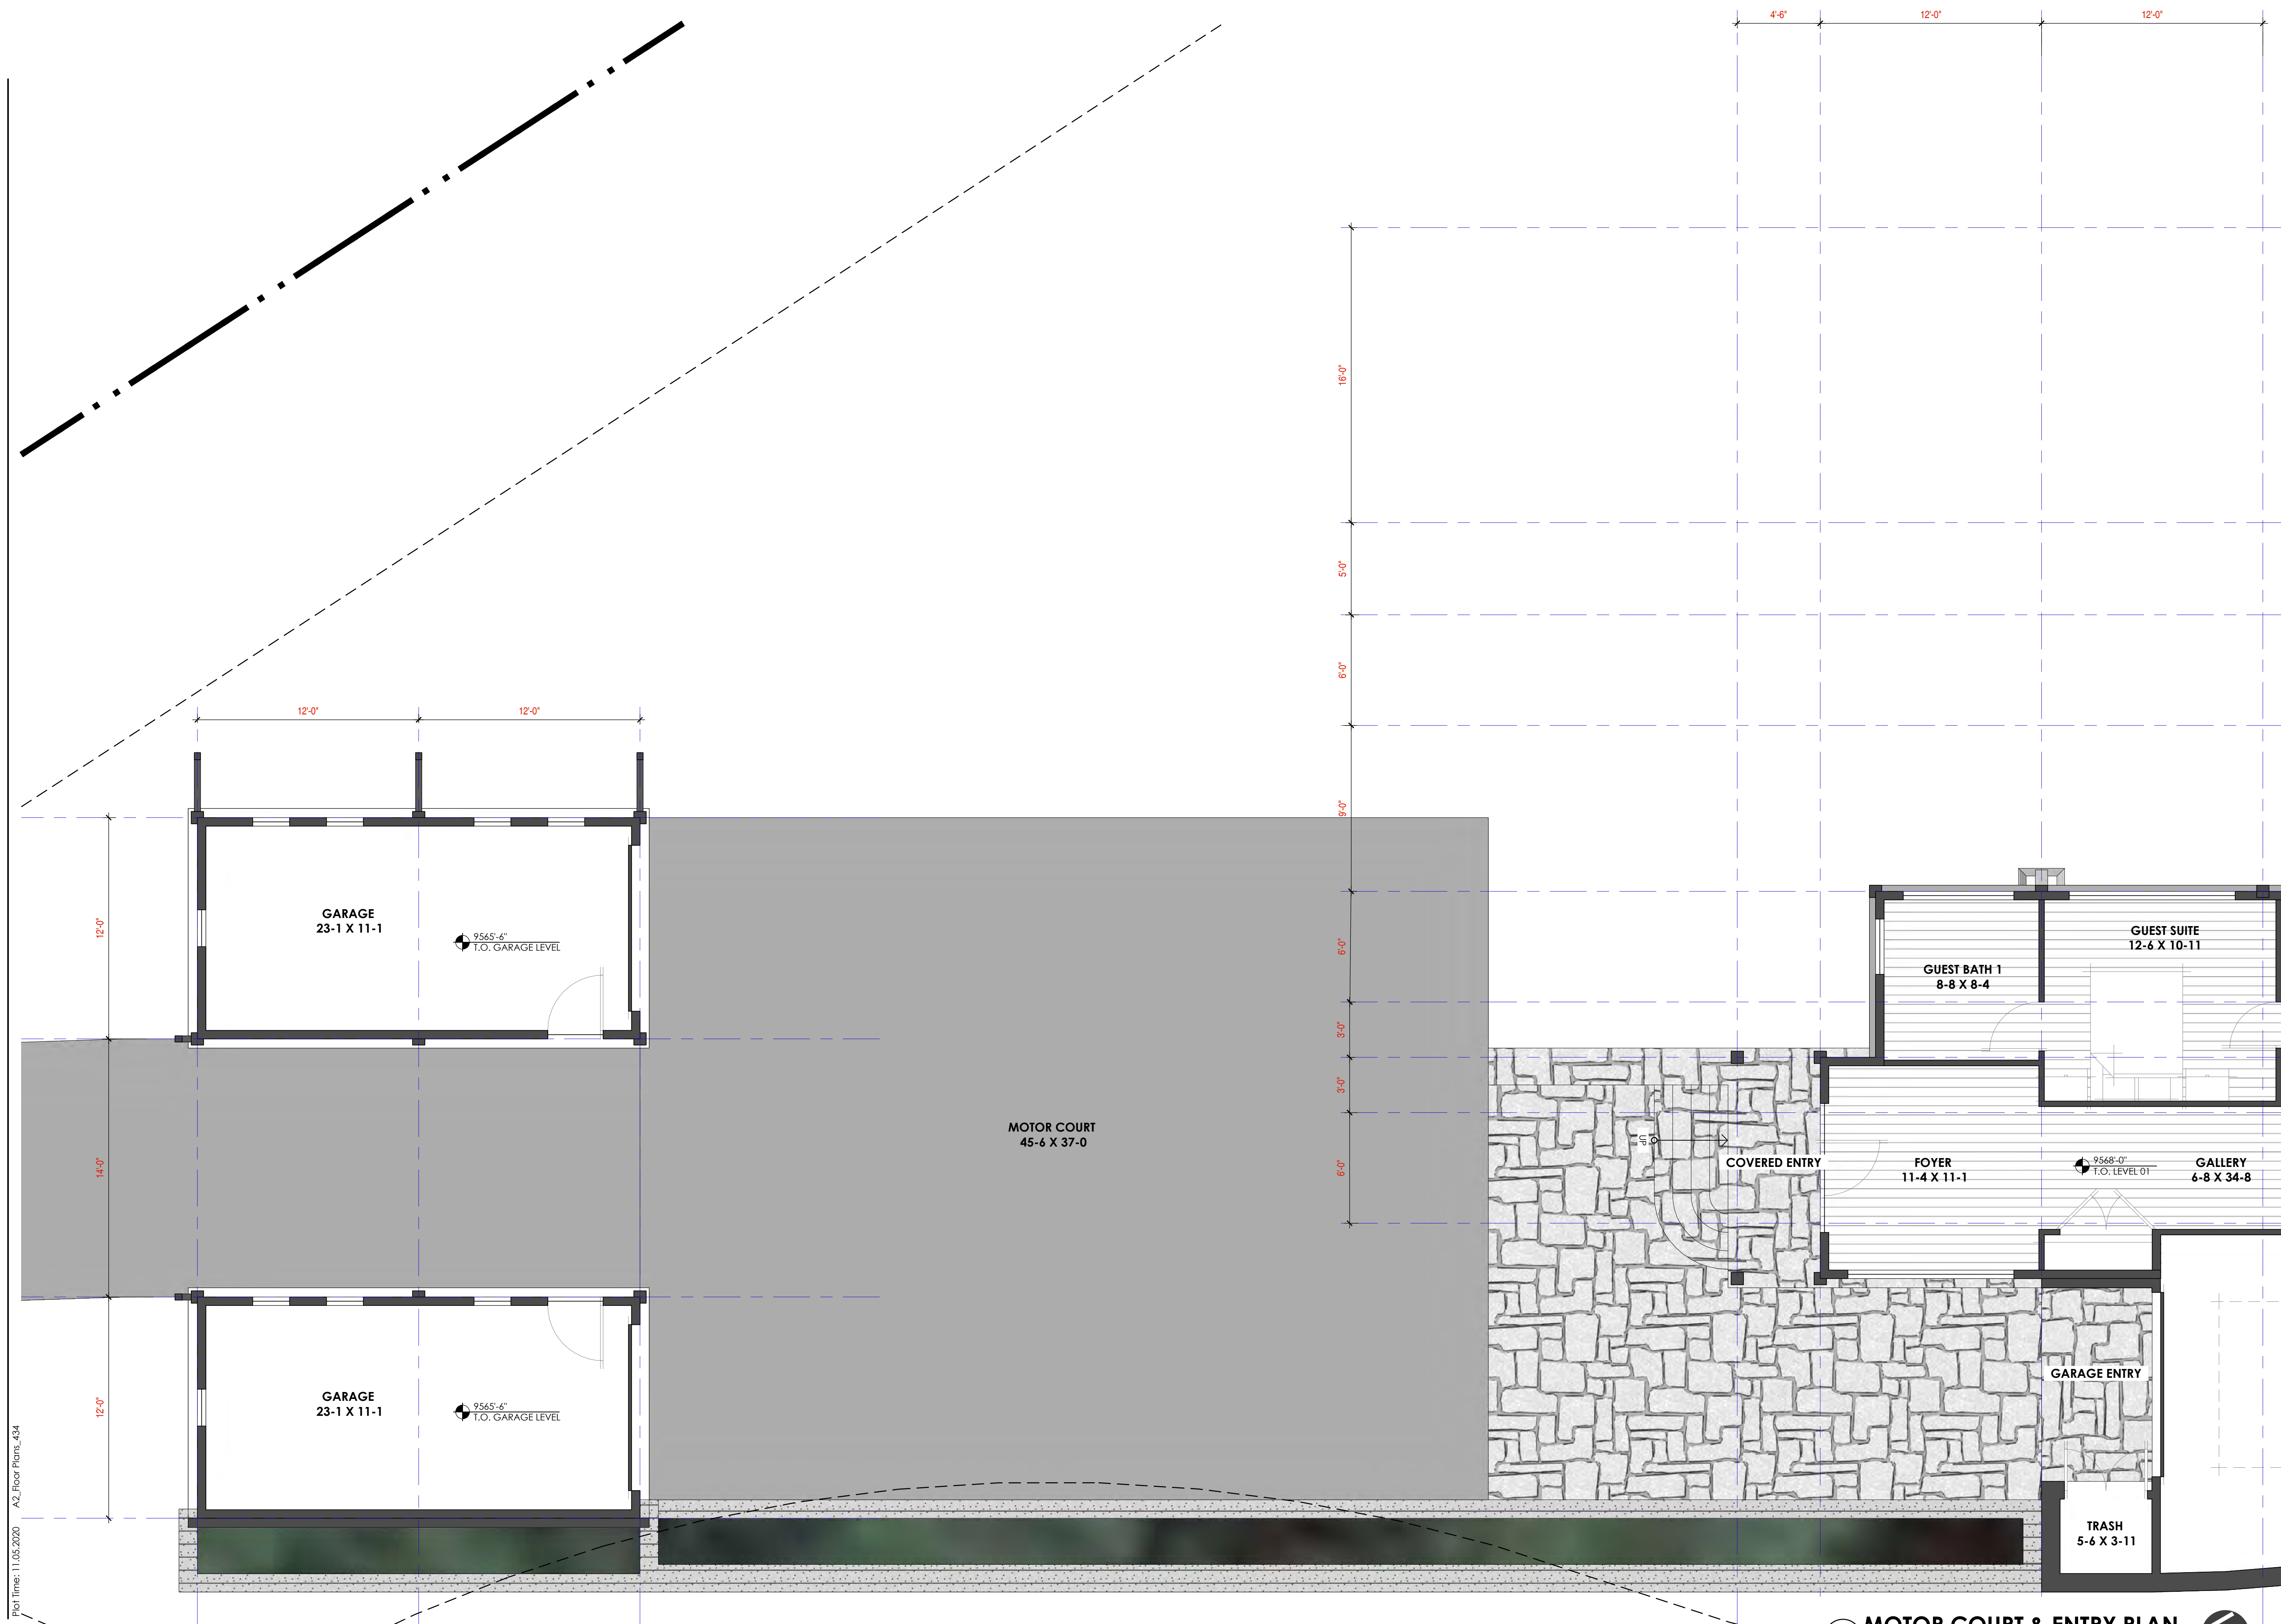 4'-6"
12'-0"
12'-0"
16'-0"
5'-0"
6'-0"
9'-0"
6'-0"
3'-0"
3'-0"
6'-0"
12'-0"
12'-0"
12'-0"
14'-0"
12'-0"
GARAGE
23-1 X 11-1
9565'-6"
T.O. GARAGE LEVEL
MOTOR COURT
45-6 X 37-0
GUEST SUITE
12-6 X 10-11
GUEST BATH 1
8-8 X 8-4
UP
COVERED ENTRY
FOYER
11-4 X 11-1
9568'-0"
T.O. LEVEL 01
GALLERY
6-8 X 34-8
GARAGE
23-1 X 11-1
9565'-6"
T.O. GARAGE LEVEL
GARAGE ENTRY
TRASH
5-6 X 3-11
Plot Time: 11.05.2020 A2_Floor Plans_434
MOTOR COURT & ENTRY PLAN